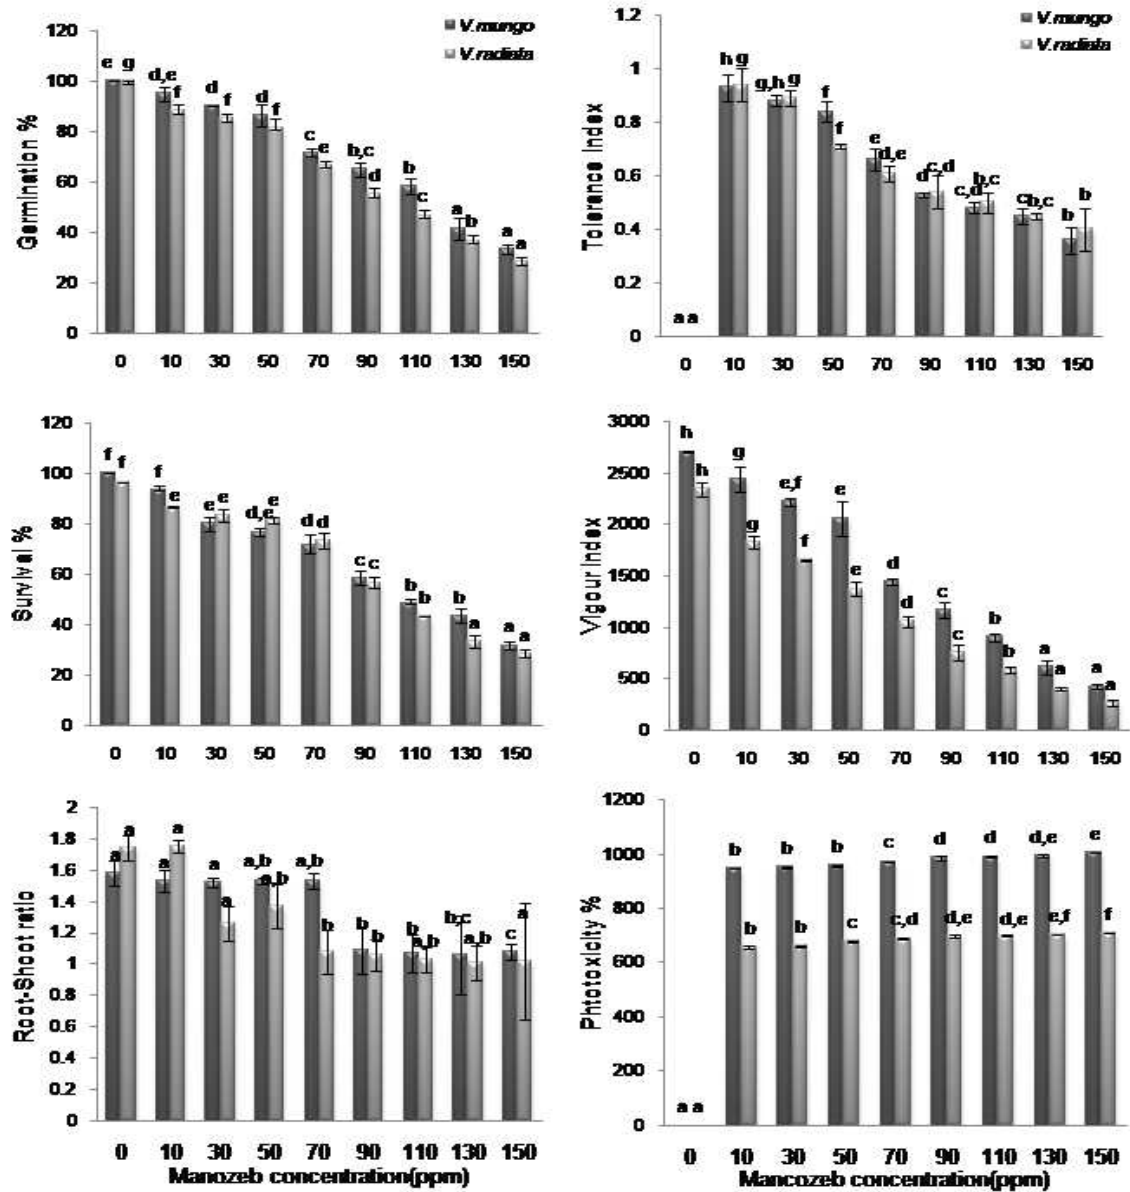 V.mungo
V.radiata
Germination %
120
100
80
60
40
20
0
e g d,e f d f d f c e b,c d b c a b a a
0 10 30 50 70 90 110 130 150
V.mungo
V.radiata
Tolerance Index
1.2
1
0.8
0.6
0.4
0.2
0
a a h g g,h g f f e d,e d c,d c,d b,c c b,c b b
0 10 30 50 70 90 110 130 150
Survival %
120
100
80
60
40
20
0
f f f e e e d,e e d d c c b b b a a a
0 10 30 50 70 90 110 130 150
Vigour Index
3000
2500
2000
1500
1000
500
0
h h g g e,f f e e d d c c b b a a a a
0 10 30 50 70 90 110 130 150
Root-Shoot ratio
2
1.8
1.6
1.4
1.2
1
0.8
0.6
0.4
0.2
0
a a a a a a a,b a,b a,b b b b b a,b b,c a,b c a
0 10 30 50 70 90 110 130 150
Manozeb concentration(ppm)
Phtotoxicity %
1200
1000
800
600
400
200
0
a a b b b b b c c c,d d d,e d d,e d,e e,f e f
0 10 30 50 70 90 110 130 150
Mancozeb concentration(ppm)